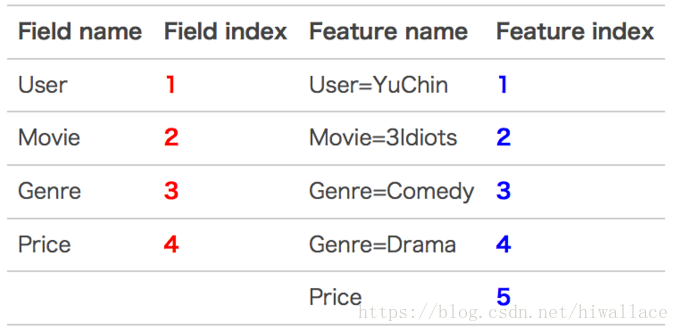 Field name Field index Feature name Feature index
User 1 User=YuChin 1
Movie 2 Movie=3Idiots 2
Genre 3 Genre=Comedy 3
Price 4 Genre=Drama 4
Price 5
https://blog.csdn.net/hiwallace